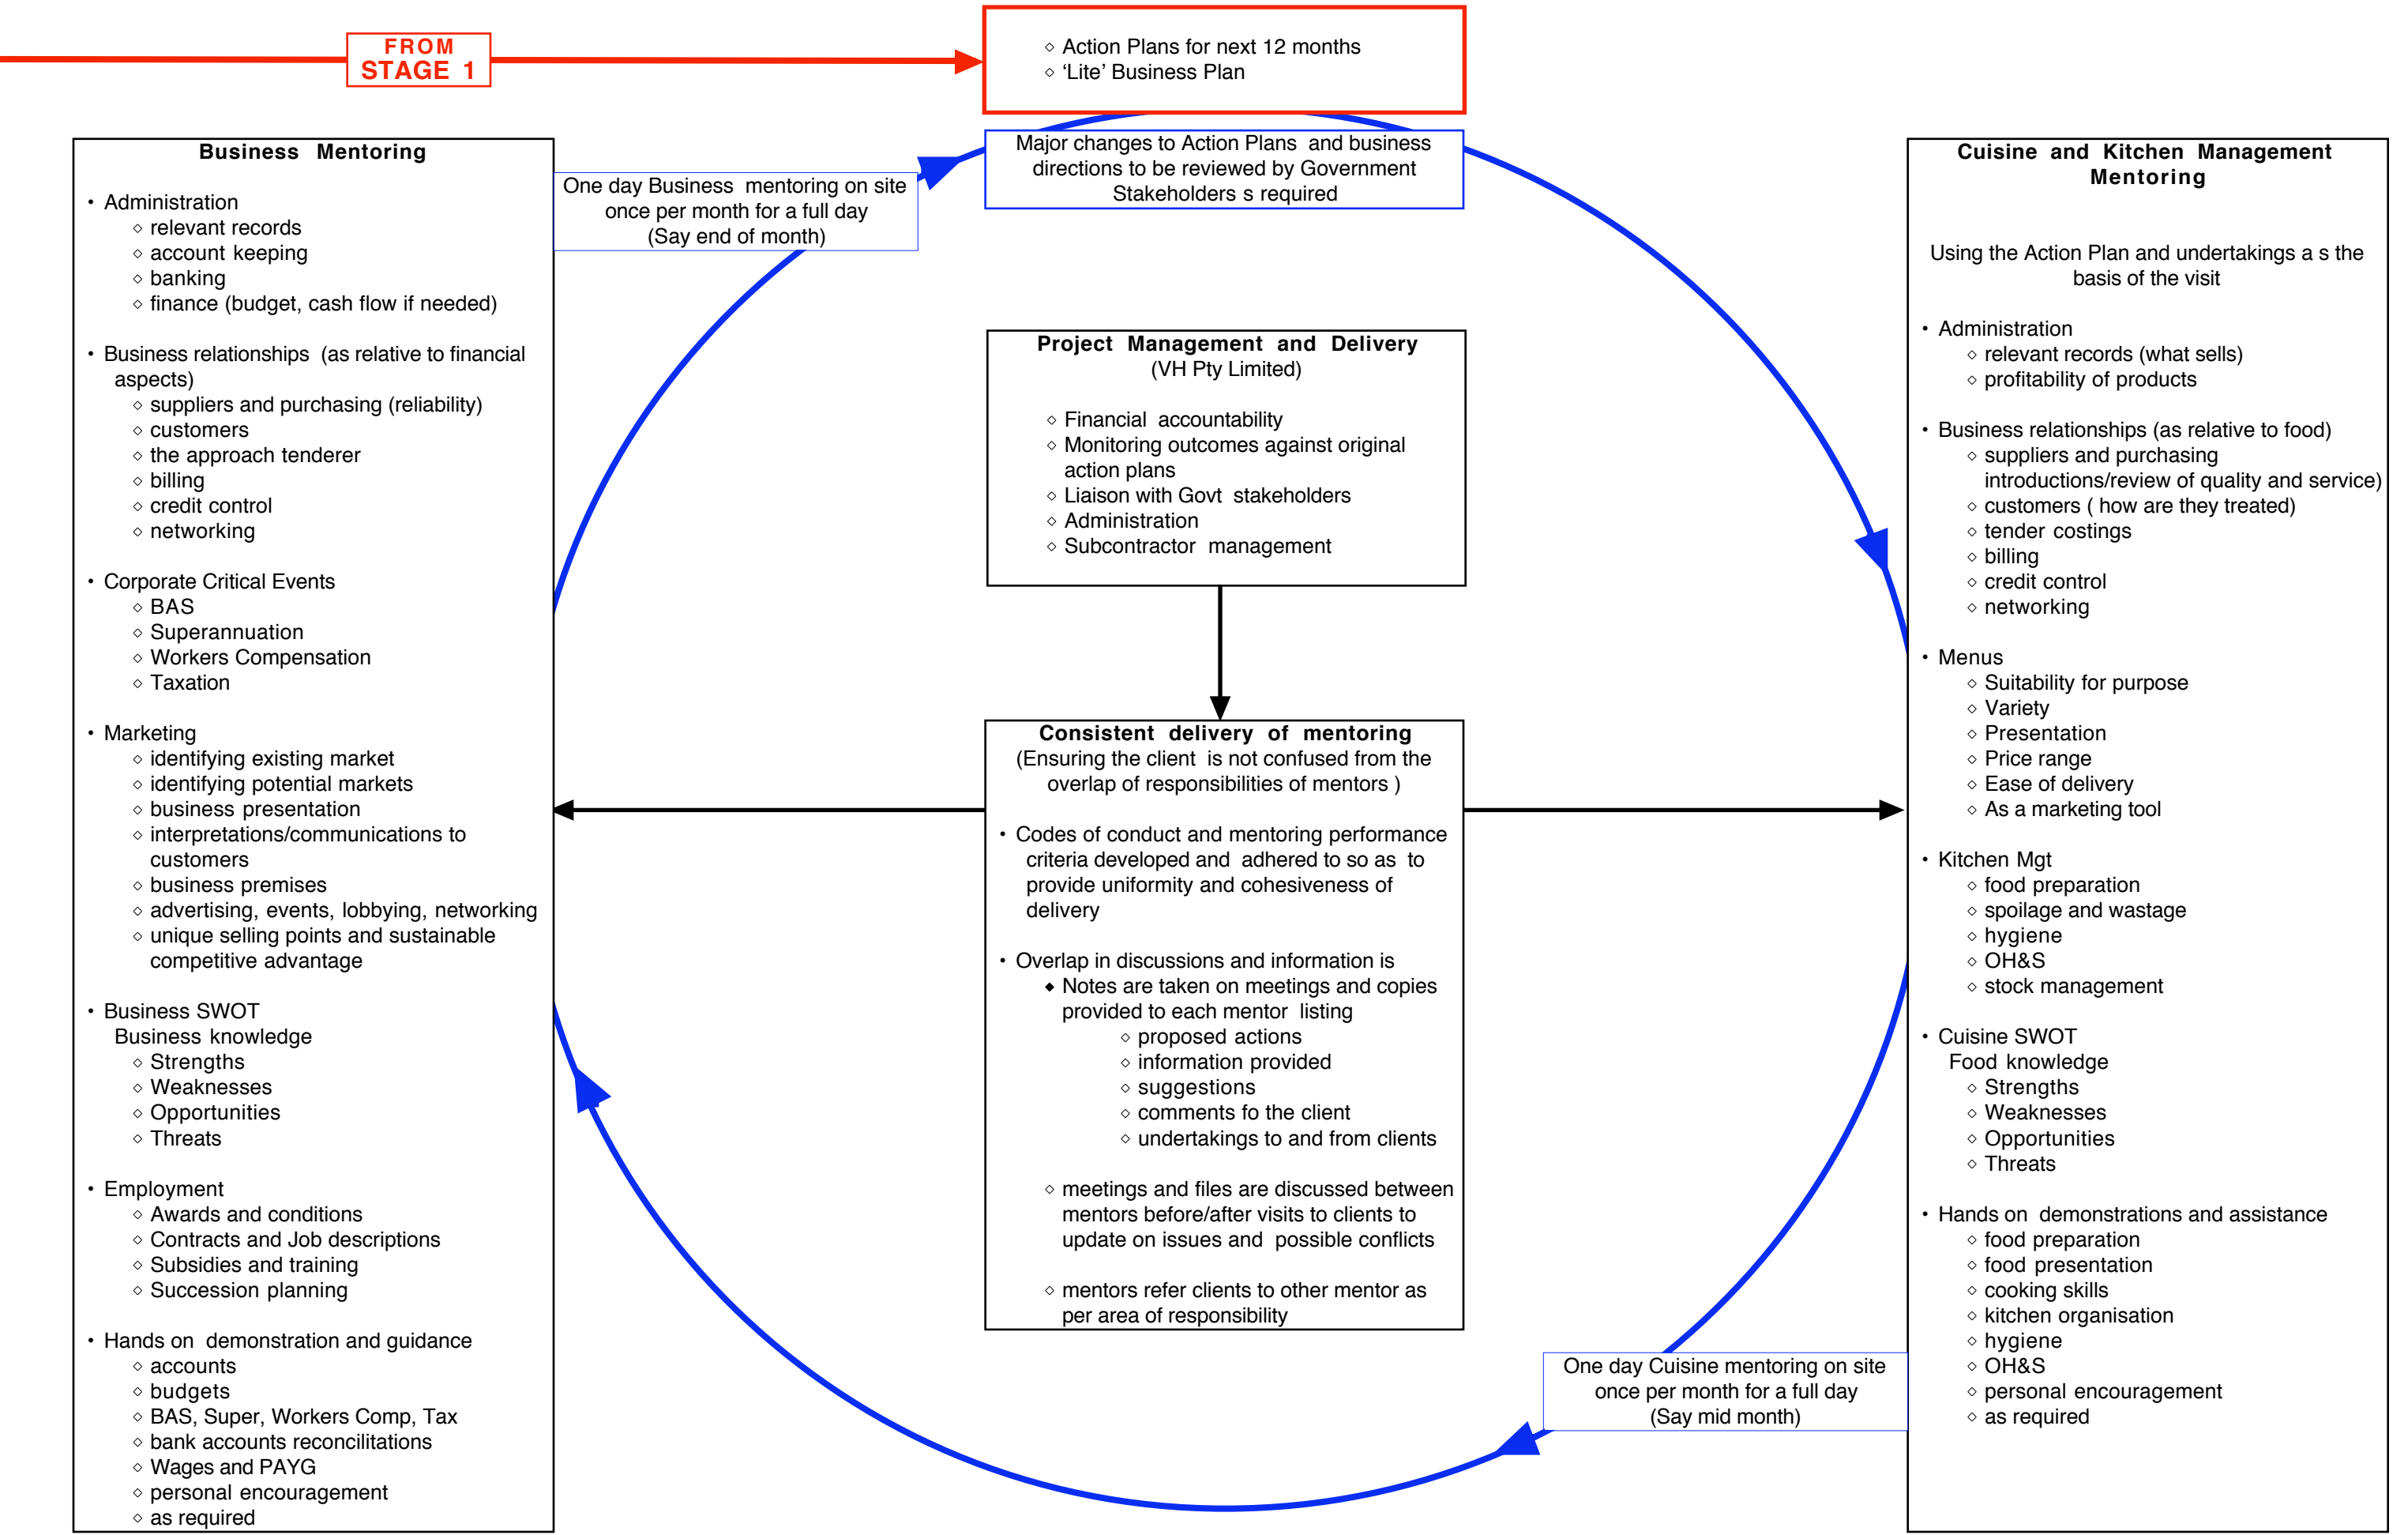 FROM
STAGE 1
◇ Action Plans for next 12 months
◇ ‘Lite’ Business Plan
Major changes to Action Plans and business
directions to be reviewed by Government
Stakeholders s required
One day Business mentoring on site
once per month for a full day
(Say end of month)
Business Mentoring
• Administration
◇ relevant records
◇ account keeping
◇ banking
◇ finance (budget, cash flow if needed)
• Business relationships (as relative to financial
aspects)
◇ suppliers and purchasing (reliability)
◇ customers
◇ the approach tenderer
◇ billing
◇ credit control
◇ networking
• Corporate Critical Events
◇ BAS
◇ Superannuation
◇ Workers Compensation
◇ Taxation
• Marketing
◇ identifying existing market
◇ identifying potential markets
◇ business presentation
◇ interpretations/communications to
customers
◇ business premises
◇ advertising, events, lobbying, networking
◇ unique selling points and sustainable
competitive advantage
• Business SWOT
Business knowledge
◇ Strengths
◇ Weaknesses
◇ Opportunities
◇ Threats
• Employment
◇ Awards and conditions
◇ Contracts and Job descriptions
◇ Subsidies and training
◇ Succession planning
• Hands on demonstration and guidance
◇ accounts
◇ budgets
◇ BAS, Super, Workers Comp, Tax
◇ bank accounts reconcilitations
◇ Wages and PAYG
◇ personal encouragement
◇ as required
Project Management and Delivery
(VH Pty Limited)
◇ Financial accountability
◇ Monitoring outcomes against original
action plans
◇ Liaison with Govt stakeholders
◇ Administration
◇ Subcontractor management
Consistent delivery of mentoring
(Ensuring the client is not confused from the
overlap of responsibilities of mentors )
• Codes of conduct and mentoring performance
criteria developed and adhered to so as to
provide uniformity and cohesiveness of
delivery
• Overlap in discussions and information is
◆ Notes are taken on meetings and copies
provided to each mentor listing
◇ proposed actions
◇ information provided
◇ suggestions
◇ comments fo the client
◇ undertakings to and from clients
◇ meetings and files are discussed between
mentors before/after visits to clients to
update on issues and possible conflicts
◇ mentors refer clients to other mentor as
per area of responsibility
Cuisine and Kitchen Management
Mentoring
Using the Action Plan and undertakings a s the
basis of the visit
• Administration
◇ relevant records (what sells)
◇ profitability of products
• Business relationships (as relative to food)
◇ suppliers and purchasing
introductions/review of quality and service)
◇ customers ( how are they treated)
◇ tender costings
◇ billing
◇ credit control
◇ networking
• Menus
◇ Suitability for purpose
◇ Variety
◇ Presentation
◇ Price range
◇ Ease of delivery
◇ As a marketing tool
• Kitchen Mgt
◇ food preparation
◇ spoilage and wastage
◇ hygiene
◇ OH&S
◇ stock management
• Cuisine SWOT
Food knowledge
◇ Strengths
◇ Weaknesses
◇ Opportunities
◇ Threats
• Hands on demonstrations and assistance
◇ food preparation
◇ food presentation
◇ cooking skills
◇ kitchen organisation
◇ hygiene
◇ OH&S
◇ personal encouragement
◇ as required
One day Cuisine mentoring on site
once per month for a full day
(Say mid month)